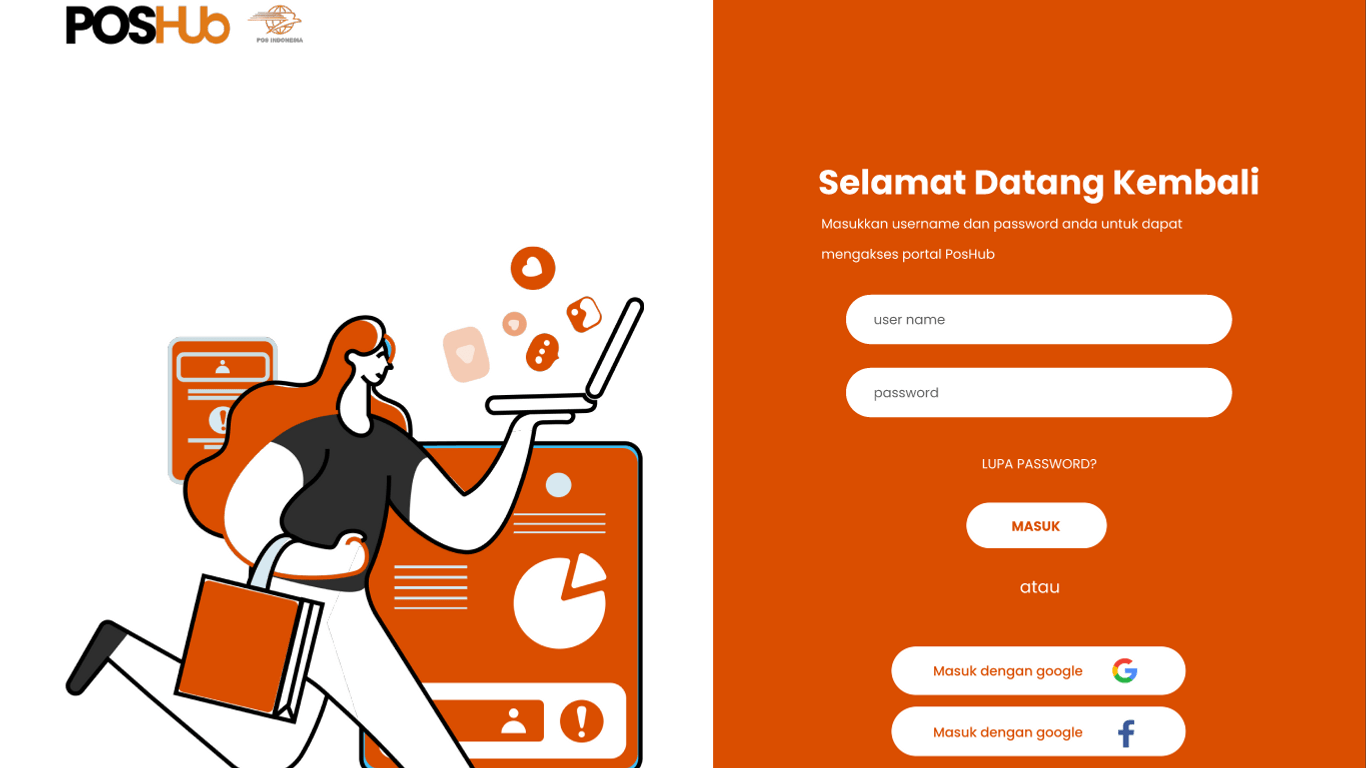 POSHub
POS INDONESIA
Selamat Datang Kembali
Masukkan username dan password anda untuk dapat
mengakses portal PosHub
user name
password
LUPA PASSWORD?
MASUK
atau
Masuk dengan google
Masuk dengan google